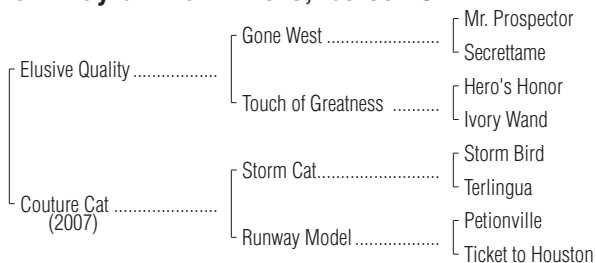 Gone West ....................... Mr. Prospector
Secrettame
Elusive Quality .................
Touch of Greatness .......... Hero's Honor
Ivory Wand
Storm Cat.......................... Storm Bird
Terlingua
Couture Cat .....................
(2007)
Runway Model .................. Petionville
Ticket to Houston